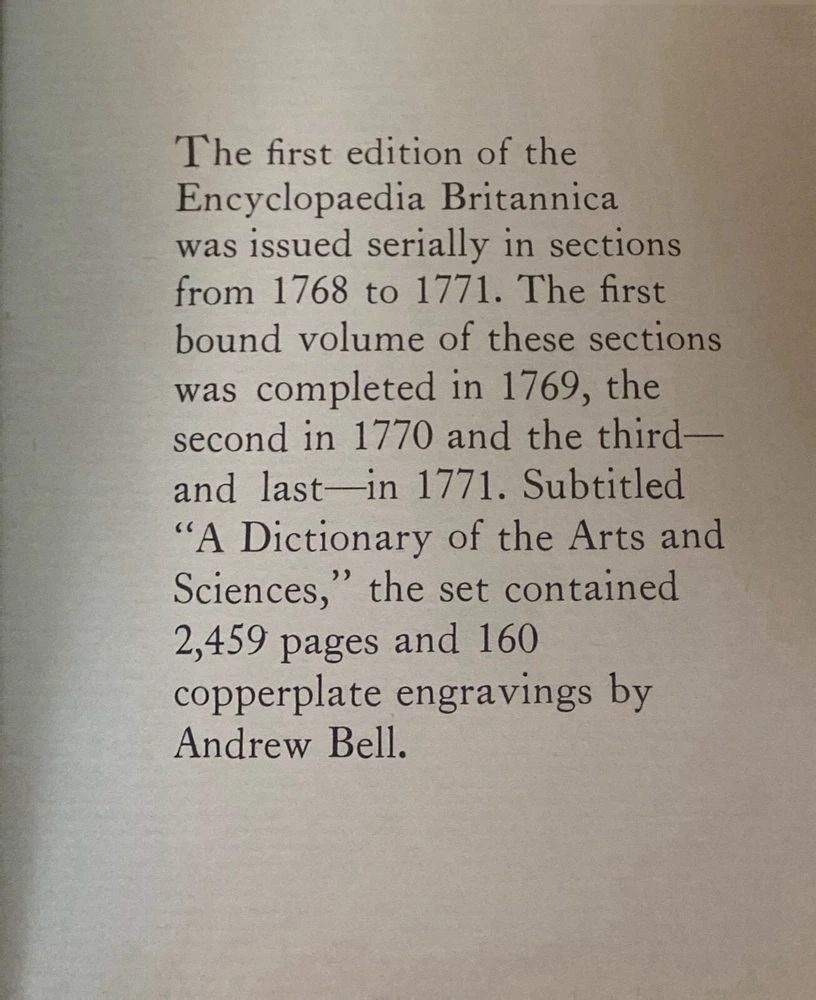 The first edition of the
Encyclopaedia Britannica
was issued serially in sections
from 1768 to 1771. The first
bound volume of these sections
was completed in 1769, the
second in 1770 and the third—
and last—in 1771. Subtitled
“A Dictionary of the Arts and
Sciences,” the set contained
2,459 pages and 160
copperplate engravings by
Andrew Bell.